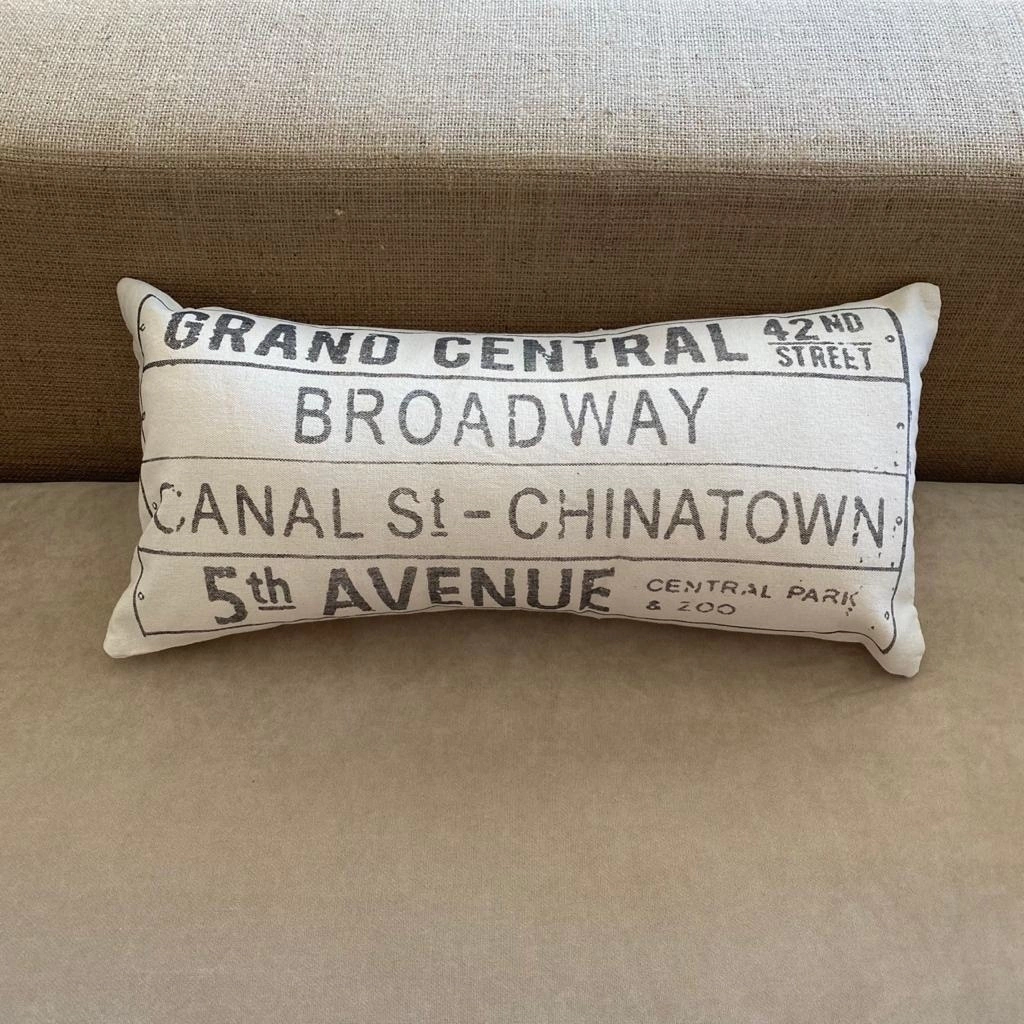 GRAND CENTRAL 42ND STREET
BROADWAY
CANAL St - CHINATOWN
5th AVENUE CENTRAL PARK & ZOO